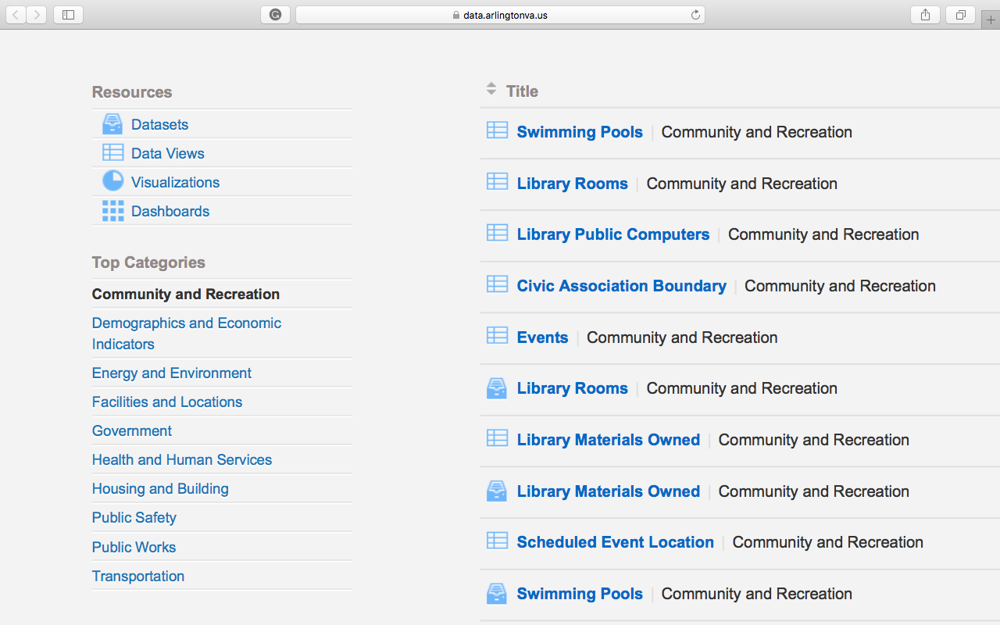 data.arlingtonva.us
Resources
Datasets
Data Views
Visualizations
Dashboards
Top Categories
Community and Recreation
Demographics and Economic
Indicators
Energy and Environment
Facilities and Locations
Government
Health and Human Services
Housing and Building
Public Safety
Public Works
Transportation
Title
Swimming Pools | Community and Recreation
Library Rooms | Community and Recreation
Library Public Computers | Community and Recreation
Civic Association Boundary | Community and Recreation
Events | Community and Recreation
Library Rooms | Community and Recreation
Library Materials Owned | Community and Recreation
Library Materials Owned | Community and Recreation
Scheduled Event Location | Community and Recreation
Swimming Pools | Community and Recreation